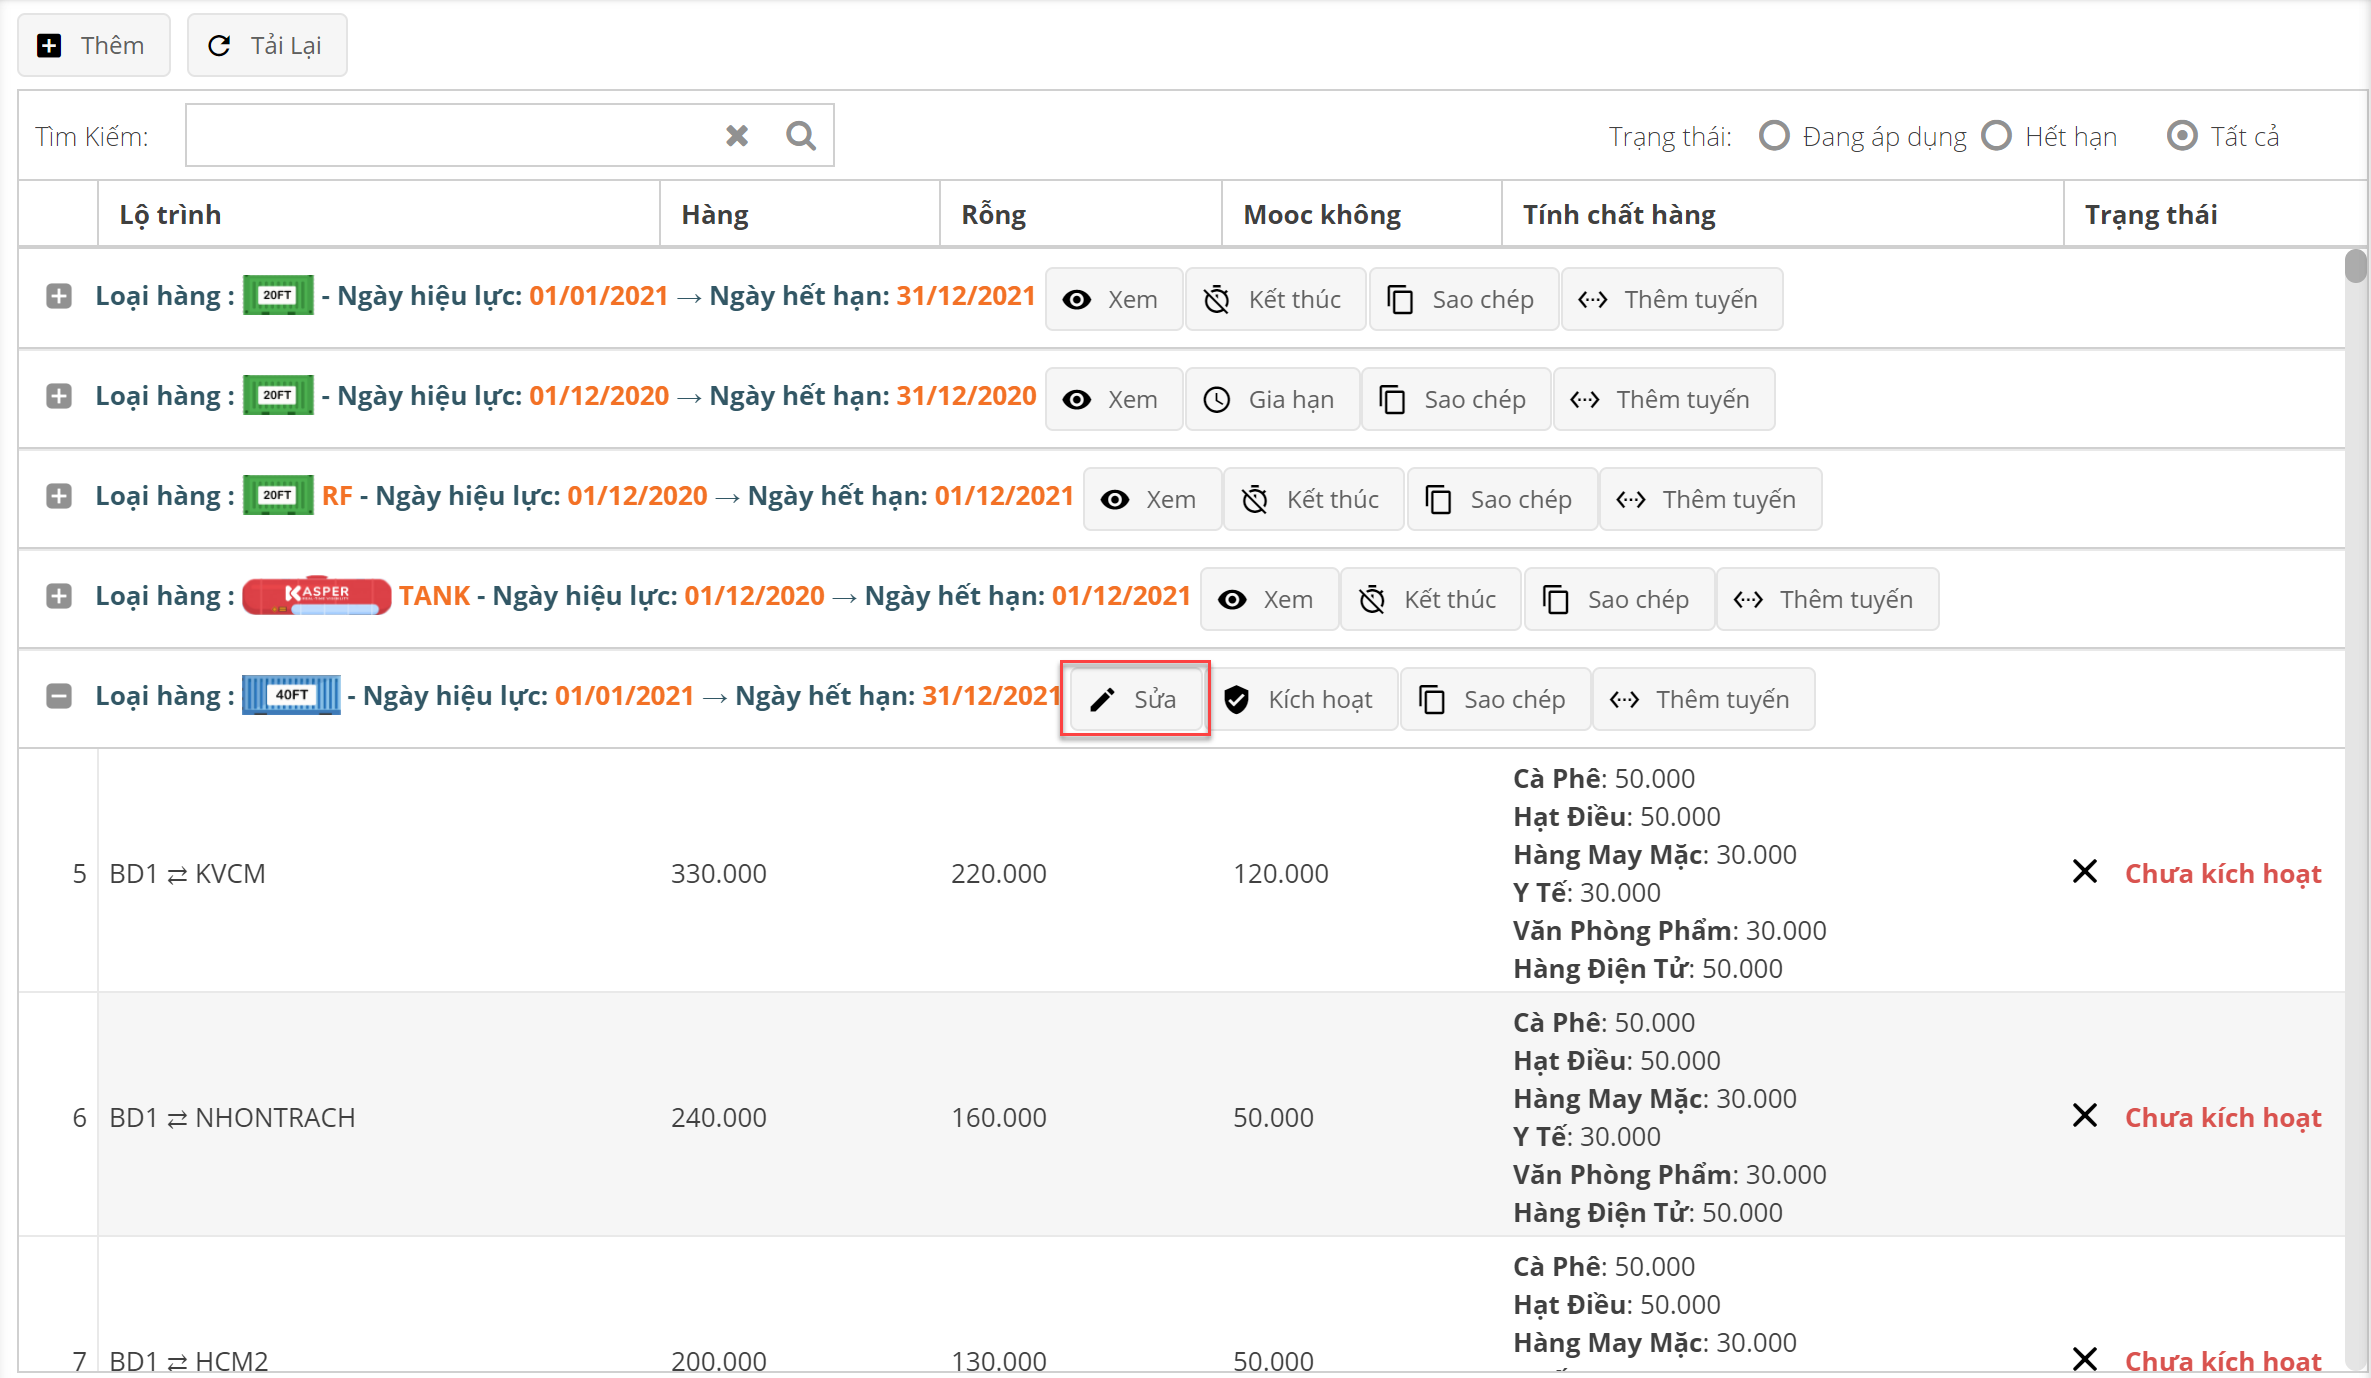 Thêm Tải Lại
Tìm Kiếm: Trạng thái: Đang áp dụng Hết hạn Tất cả
Lộ trình Hàng Rỗng Mooc không Tính chất hàng Trạng thái
Loại hàng : 20FT - Ngày hiệu lực: 01/01/2021 → Ngày hết hạn: 31/12/2021 Xem Kết thúc Sao chép Thêm tuyến
Loại hàng : 20FT - Ngày hiệu lực: 01/12/2020 → Ngày hết hạn: 31/12/2020 Xem Gia hạn Sao chép Thêm tuyến
Loại hàng : 20FT RF - Ngày hiệu lực: 01/12/2020 → Ngày hết hạn: 01/12/2021 Xem Kết thúc Sao chép Thêm tuyến
Loại hàng : KASPER TANK - Ngày hiệu lực: 01/12/2020 → Ngày hết hạn: 01/12/2021 Xem Kết thúc Sao chép Thêm tuyến
Loại hàng : 40FT - Ngày hiệu lực: 01/01/2021 → Ngày hết hạn: 31/12/2021 Sửa Kích hoạt Sao chép Thêm tuyến
Cà Phê: 50.000
Hạt Điều: 50.000
Hàng May Mặc: 30.000
5 BD1 ⇄ KVCM 330.000 220.000 120.000 Chưa kích hoạt
Y Tế: 30.000
Văn Phòng Phẩm: 30.000
Hàng Điện Tử: 50.000
Cà Phê: 50.000
Hạt Điều: 50.000
Hàng May Mặc: 30.000
6 BD1 ⇄ NHONTRACH 240.000 160.000 50.000 Chưa kích hoạt
Y Tế: 30.000
Văn Phòng Phẩm: 30.000
Hàng Điện Tử: 50.000
Cà Phê: 50.000
Hạt Điều: 50.000
Hàng May Mặc: 30.000
7 BD1 ⇄ HCM2 200.000 130.000 50.000 Chưa kích hoạt